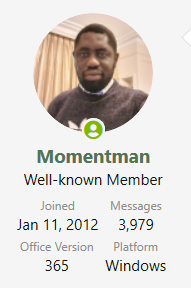 Momentman
Well-known Member
Joined Messages
Jan 11, 2012 3,979
Office Version Platform
365 Windows